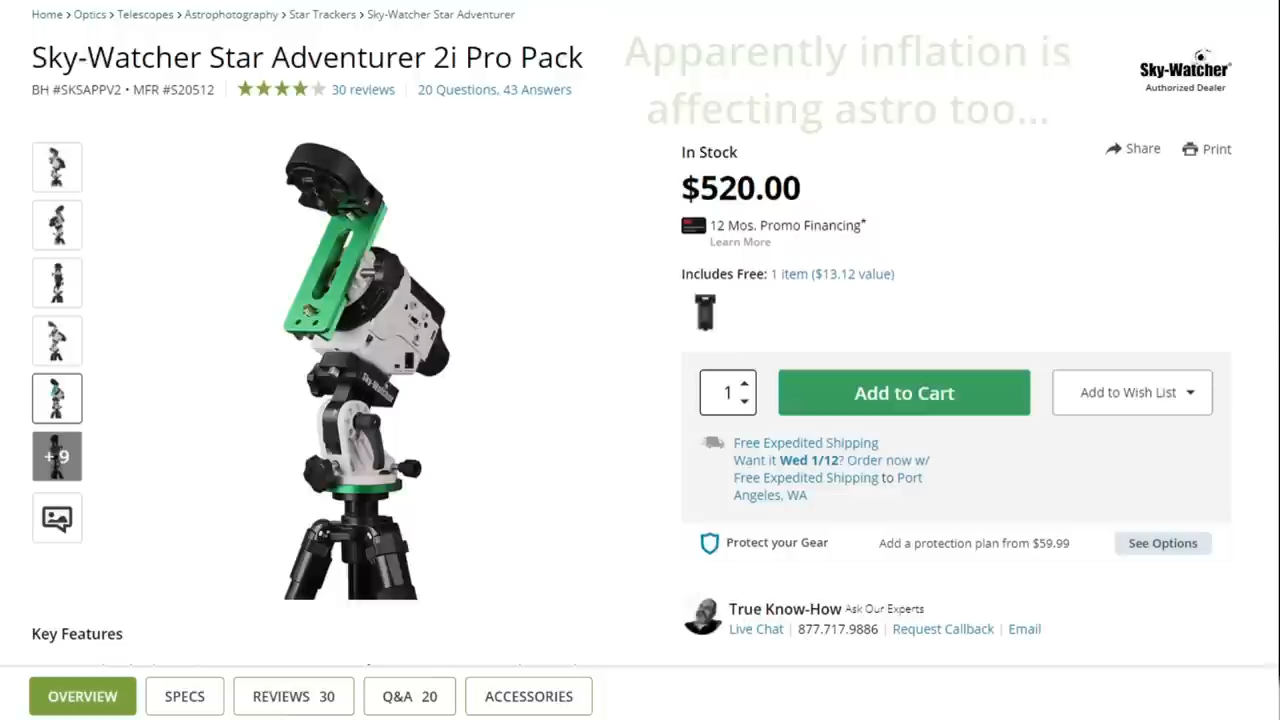 Home > Optics > Telescopes > Astrophotography > Star Trackers > Sky-Watcher Star Adventurer
Sky-Watcher Star Adventurer 2i Pro Pack
BH #SKSAPPV2 • MFR #S20512
30 reviews
20 Questions, 43 Answers
Apparently inflation is
affecting astro too...
Sky-Watcher®
Authorized Dealer
In Stock
Share
Print
$520.00
12 Mos. Promo Financing*
Learn More
Includes Free: 1 item ($13.12 value)
Sky-Watcher
+ 9
1
Add to Cart
Add to Wish List
Free Expedited Shipping
Want it Wed 1/12? Order now w/
Free Expedited Shipping to Port
Angeles, WA
Protect your Gear
Add a protection plan from $59.99
See Options
True Know-How Ask Our Experts
Live Chat | 877.717.9886 | Request Callback | Email
Key Features
OVERVIEW
SPECS
REVIEWS 30
Q&A 20
ACCESSORIES